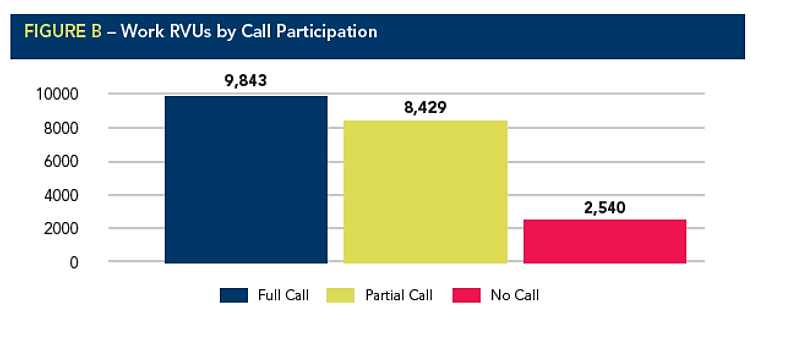 FIGURE B – Work RVUs by Call Participation
9,843
8,429
2,540
10000
8000
6000
4000
2000
0
Full Call
Partial Call
No Call